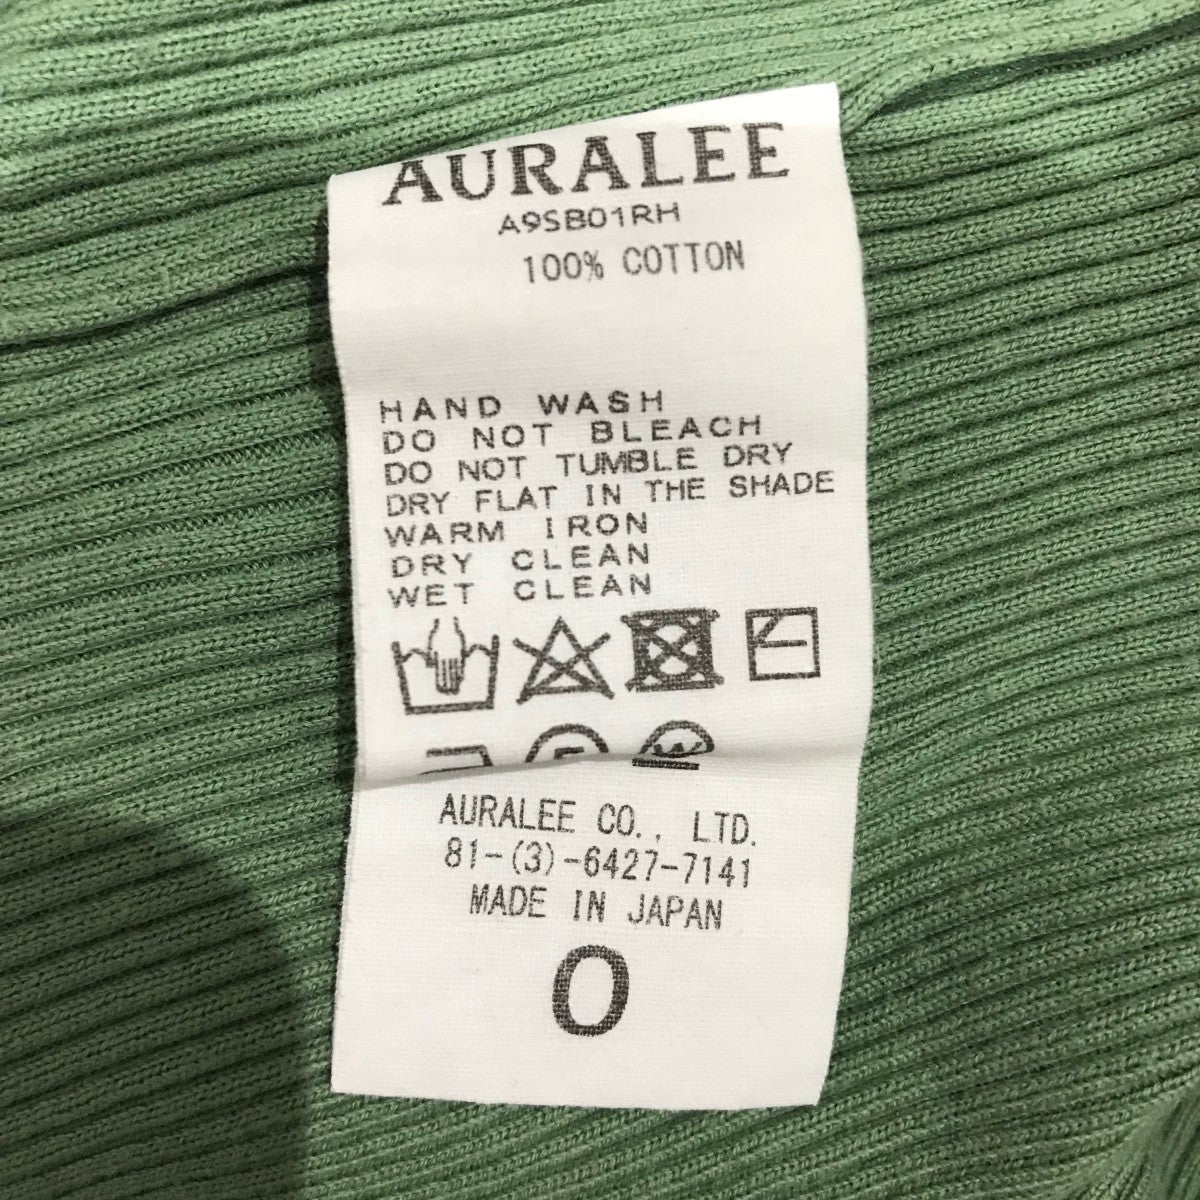 AURALEE
A9SB01RH
100% COTTON
HAND WASH
DO NOT BLEACH
DO NOT TUMBLE DRY
DRY FLAT IN THE SHADE
WARM IRON
DRY CLEAN
WET CLEAN
W
AURALEE CO., LTD.
81-(3)-6427-7141
MADE IN JAPAN
0